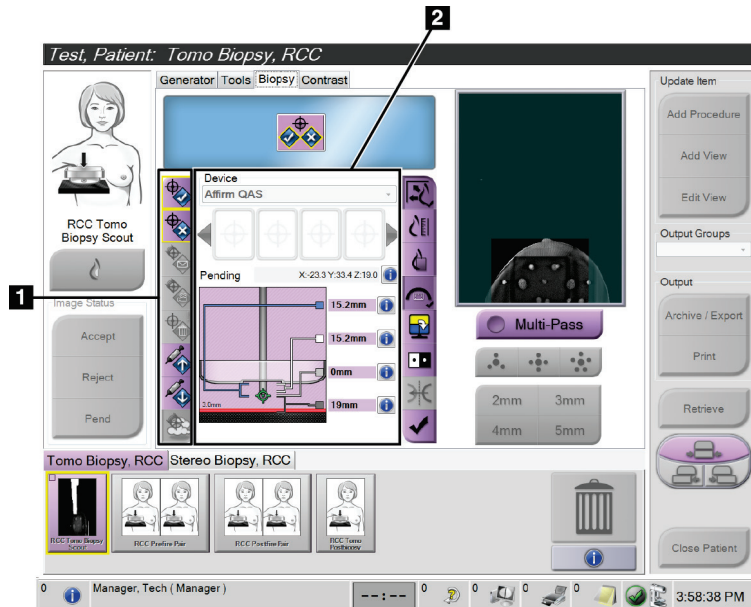 2
Test, Patient: Tomo Biopsy, RCC
Generator Tools Biopsy Contrast
1
RCC Tomo
Biopsy Scout
Image Status
Accept
Reject
Pend
Device
Affirm QAS
Pending X:-23.3 Y:33.4 Z:19.0
15.2mm
15.2mm
0mm
3.0mm
19mm
Multi-Pass
2mm 3mm
4mm 5mm
Update Item
Add Procedure
Add View
Edit View
Output Groups
Output
Archive / Export
Print
Retrieve
Close Patient
Tomo Biopsy, RCC Stereo Biopsy, RCC
RCC Tomo Biopsy
Scout
RCC Prefire Pair
RCC Postfire Pair
RCC Tomo
Postbiopsy
0 Manager, Tech ( Manager ) --:-- 0 0 0 0 3:58:38 PM